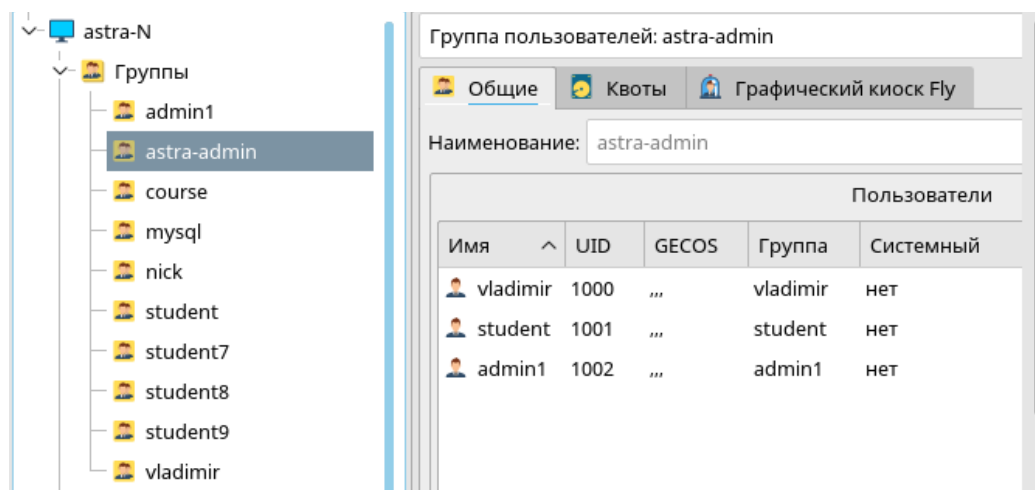 astra-N
Группы
admin1
astra-admin
course
mysql
nick
student
student7
student8
student9
vladimir
Группа пользователей: astra-admin
Общие Квоты Графический киоск Fly
Наименование: astra-admin
Пользователи
Имя UID GECOS Группа Системный
vladimir 1000 ,,, vladimir нет
student 1001 ,,, student нет
admin1 1002 ,,, admin1 нет